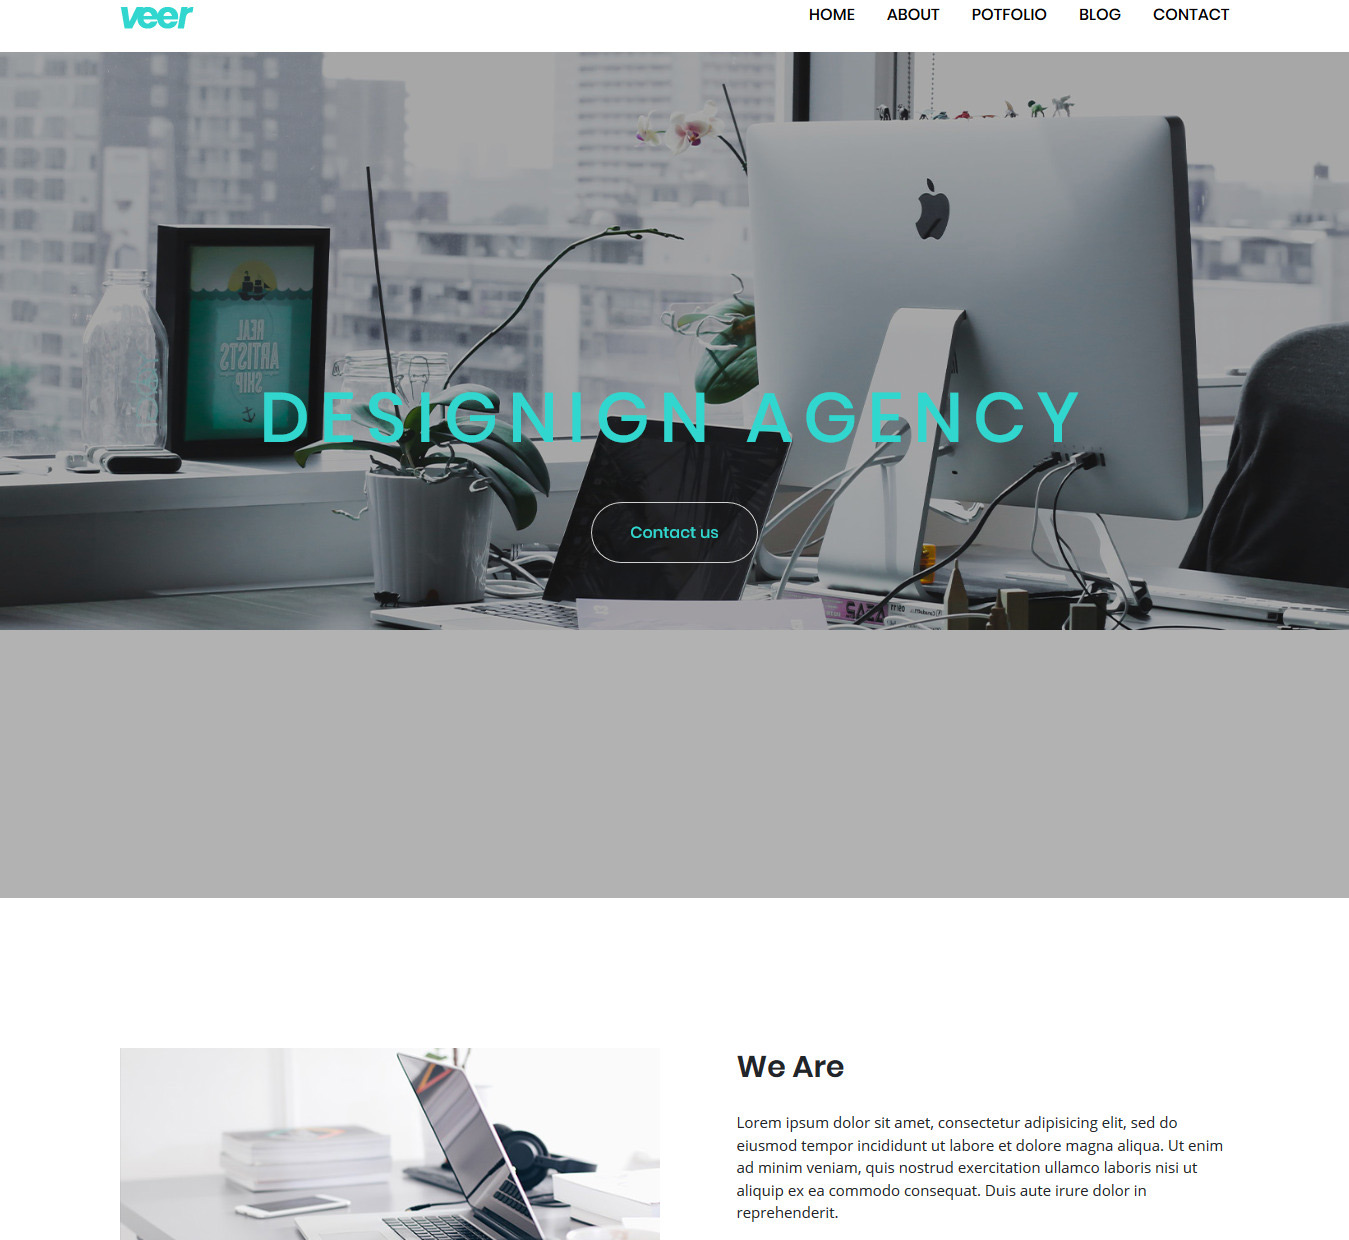 veer
HOME ABOUT POTFOLIO BLOG CONTACT
REAL
ARTISTS
SHIP
DESIGNIGN AGENCY
Contact us
We Are
Lorem ipsum dolor sit amet, consectetur adipisicing elit, sed do
eiusmod tempor incididunt ut labore et dolore magna aliqua. Ut enim
ad minim veniam, quis nostrud exercitation ullamco laboris nisi ut
aliquip ex ea commodo consequat. Duis aute irure dolor in
reprehenderit.